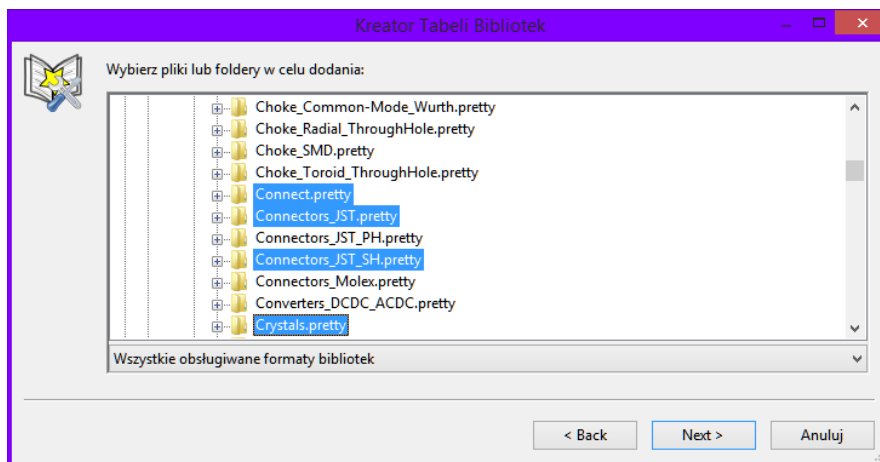 Kreator Tabeli Bibliotek
Wybierz pliki lub foldery w celu dodania:
Choke_Common-Mode_Wurth.pretty
Choke_Radial_ThroughHole.pretty
Choke_SMD.pretty
Choke_Toroid_ThroughHole.pretty
Connect.pretty
Connectors_JST.pretty
Connectors_JST_PH.pretty
Connectors_JST_SH.pretty
Connectors_Molex.pretty
Converters_DCDC_ACDC.pretty
Crystals.pretty
Wszystkie obsługiwane formaty bibliotek
< Back Next > Anuluj